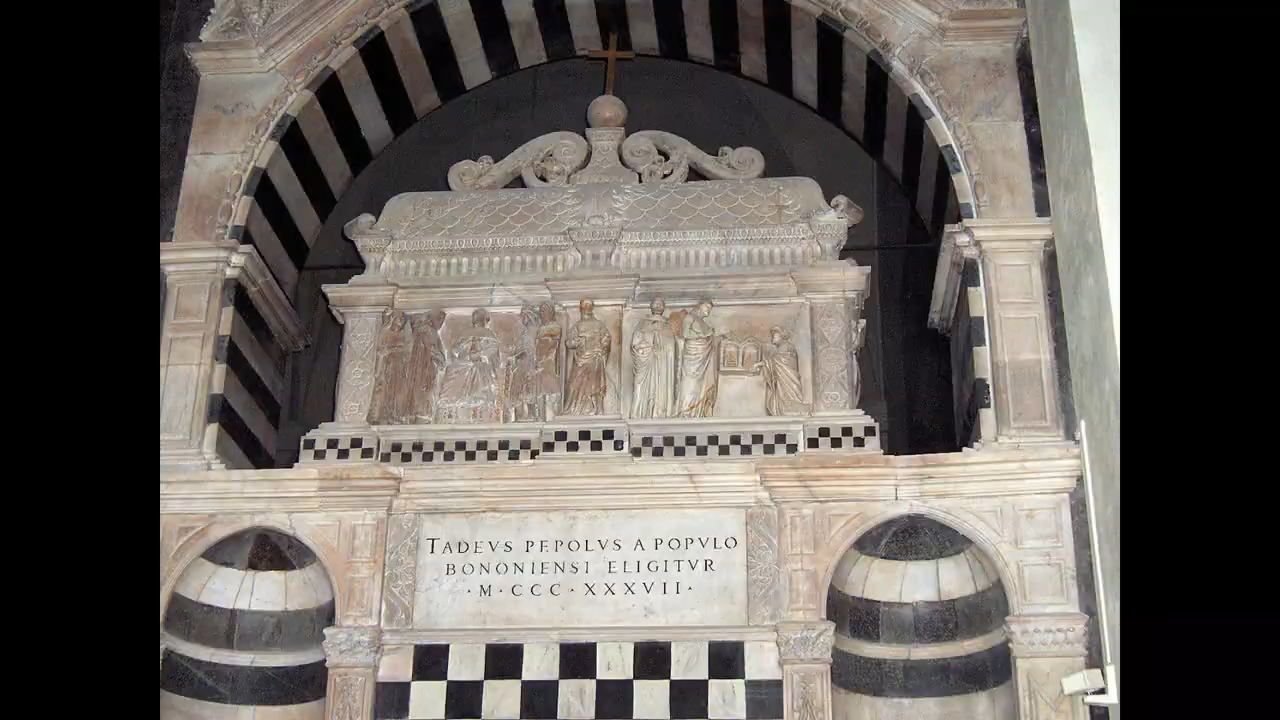 TADEVS PEPOLVS A POPVLO
BONONIENSI ELIGITVR
·M·CCC·XXXVII·